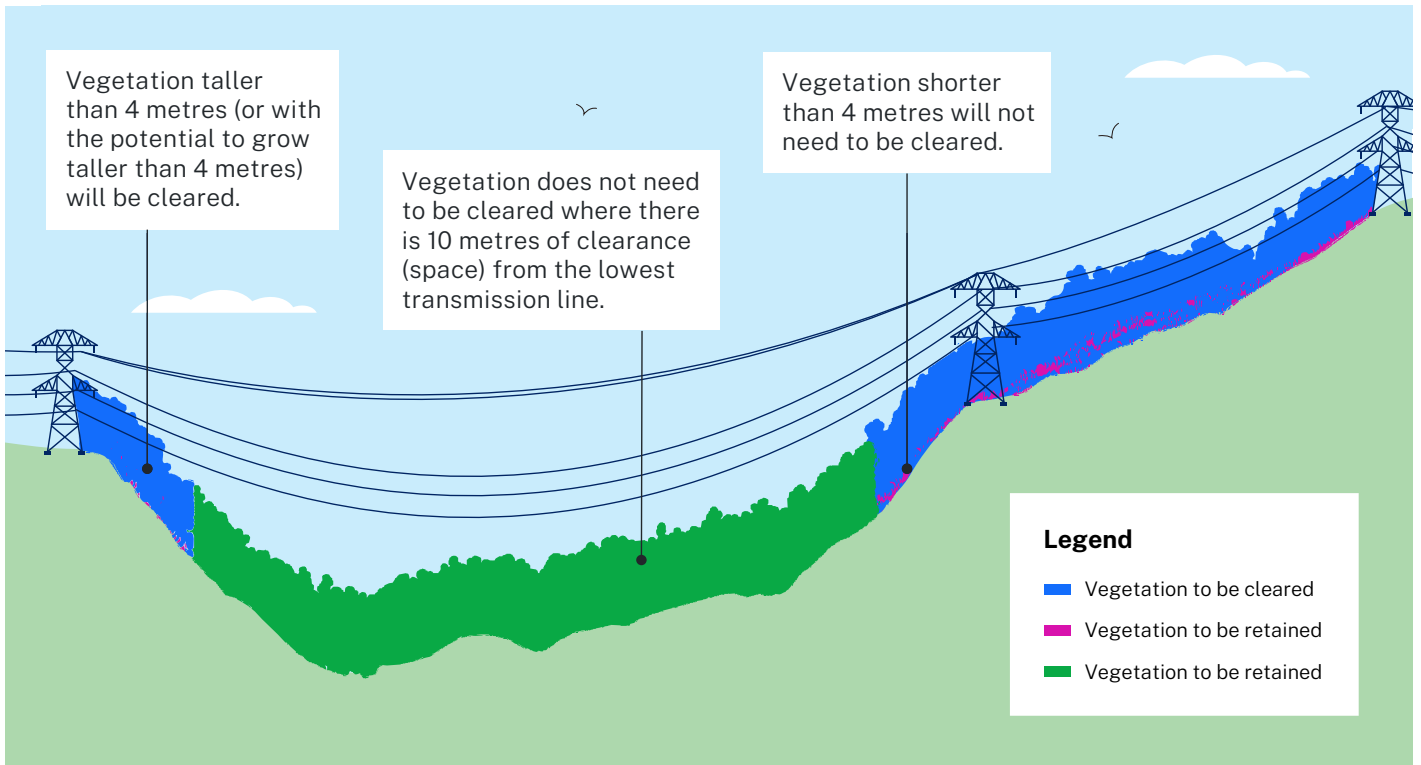 Vegetation taller
than 4 metres (or with
the potential to grow
taller than 4 metres)
will be cleared.
Vegetation does not need
to be cleared where there
is 10 metres of clearance
(space) from the lowest
transmission line.
Vegetation shorter
than 4 metres will not
need to be cleared.
Legend
Vegetation to be cleared
Vegetation to be retained
Vegetation to be retained